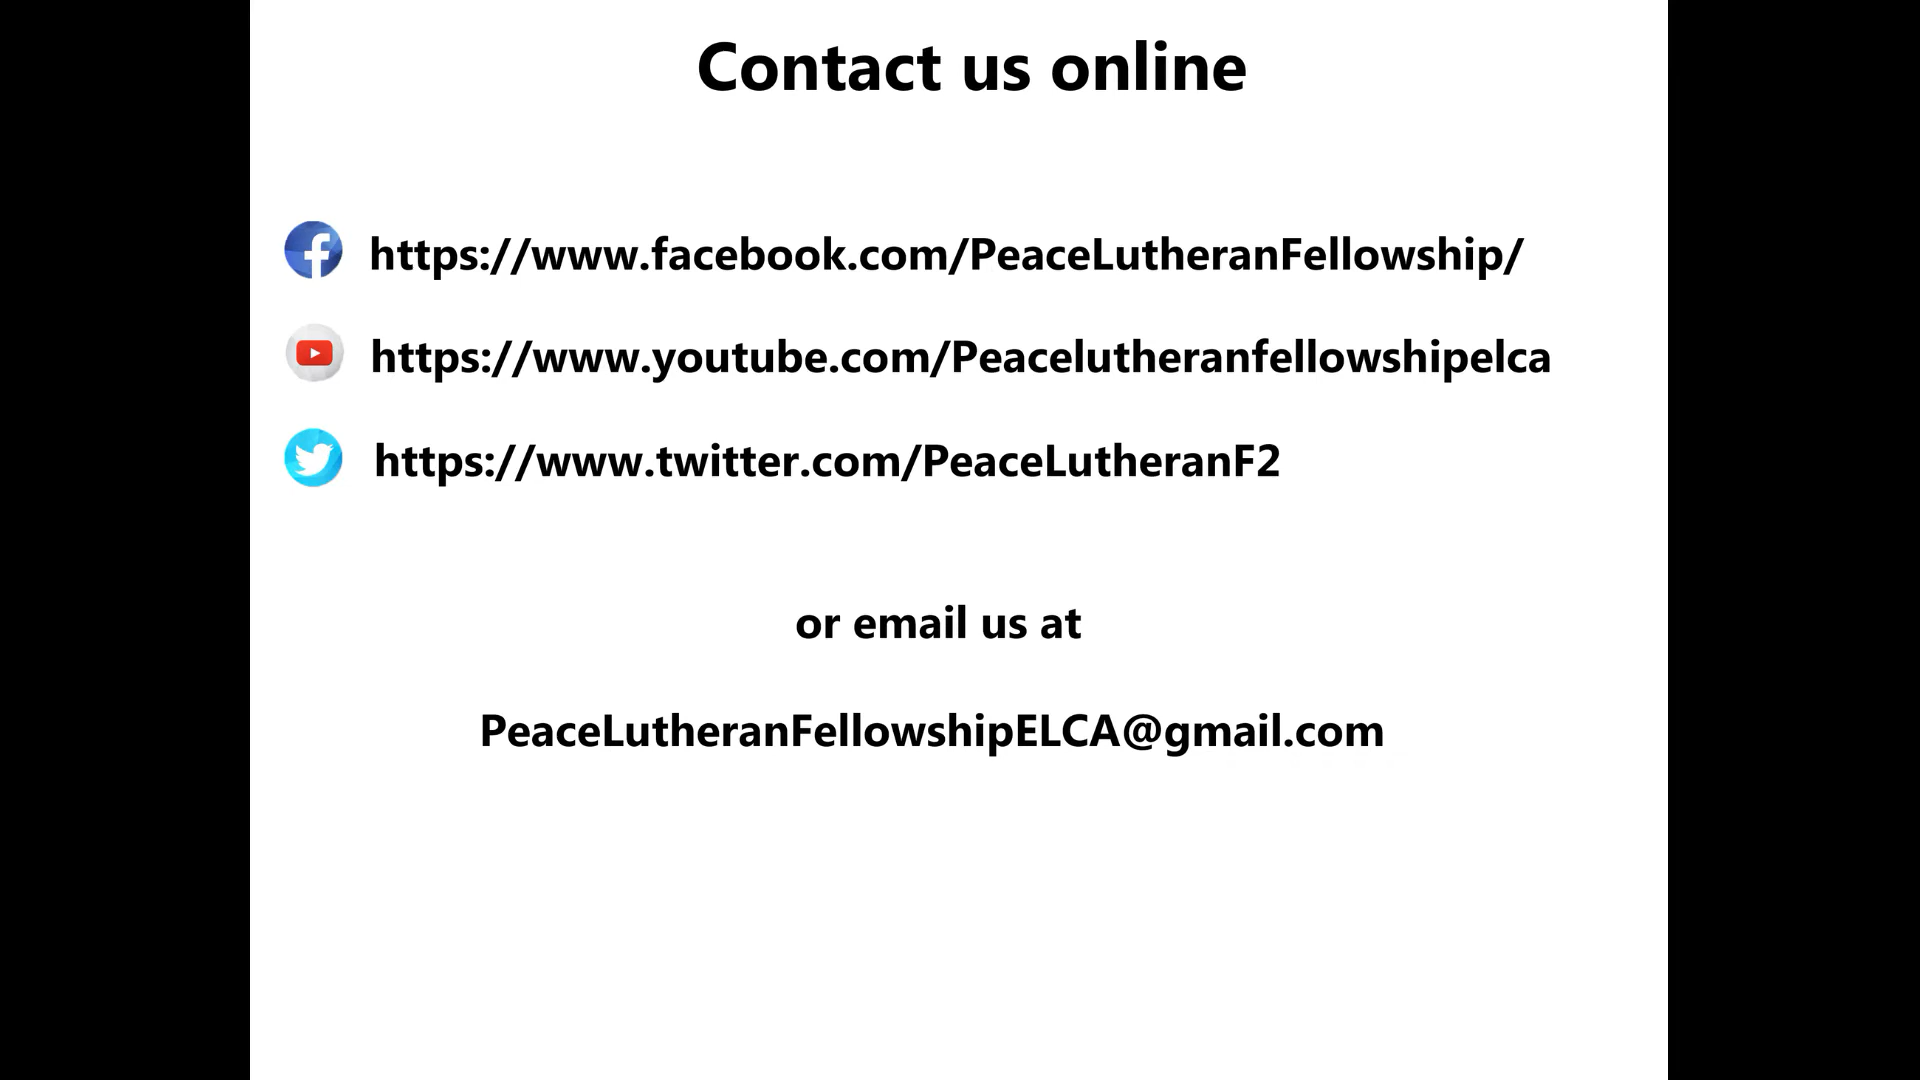 Contact us online
https://www.facebook.com/PeaceLutheranFellowship/
https://www.youtube.com/Peacelutheranfellowshipelca
https://www.twitter.com/PeaceLutheranF2
or email us at
PeaceLutheranFellowshipELCA@gmail.com